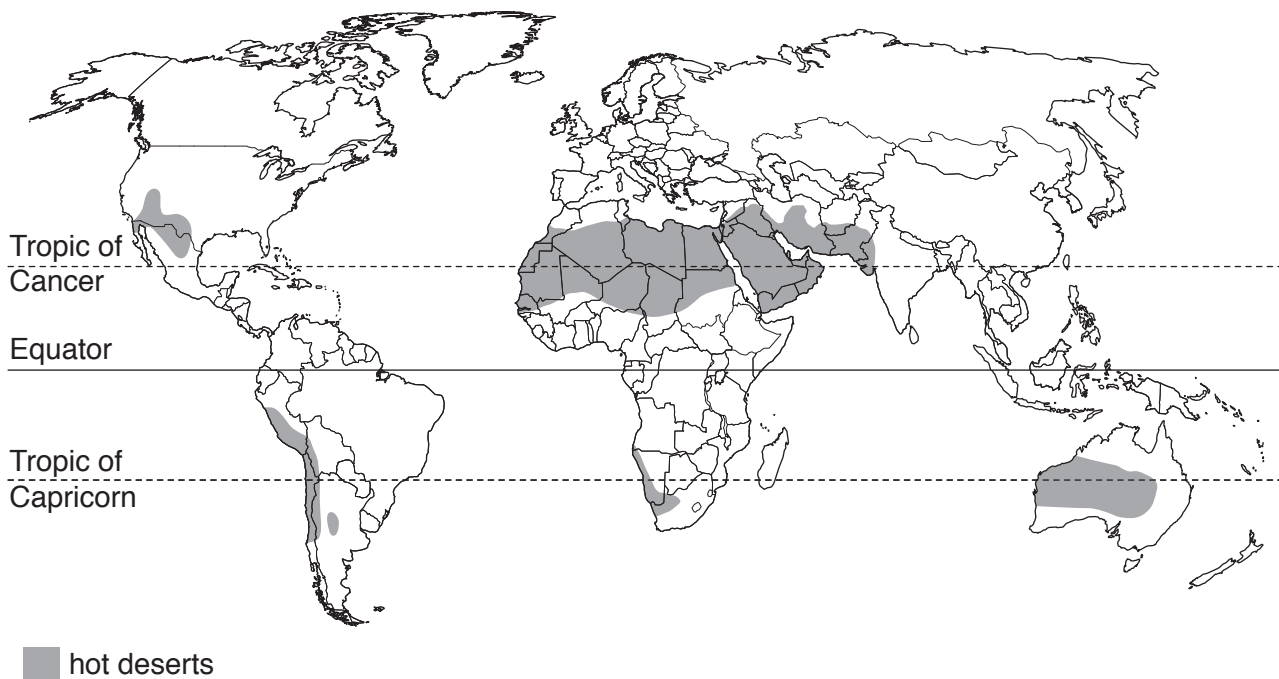 Tropic of
Cancer
Equator
Tropic of
Capricorn
hot deserts